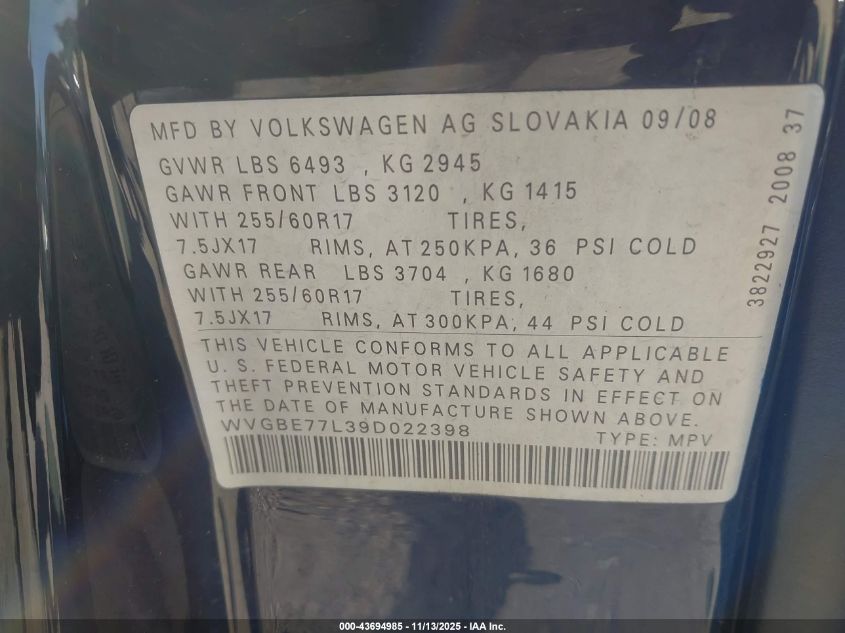 MFD BY VOLKSWAGEN AG SLOVAKIA 09/08
GVWR LBS 6493 , KG 2945
GAWR FRONT LBS 3120 , KG 1415
WITH 255/60R17 TIRES,
7.5JX17 RIMS, AT 250KPA, 36 PSI COLD
GAWR REAR LBS 3704 , KG 1680
WITH 255/60R17 TIRES,
7.5JX17 RIMS, AT 300KPA, 44 PSI COLD
THIS VEHICLE CONFORMS TO ALL APPLICABLE
U. S. FEDERAL MOTOR VEHICLE SAFETY AND
THEFT PREVENTION STANDARDS IN EFFECT ON
THE DATE OF MANUFACTURE SHOWN ABOVE.
WVGBE77L39D022398 TYPE: MPV
3822927 2008 37
000-43694985 - 11/13/2025 - IAA Inc.